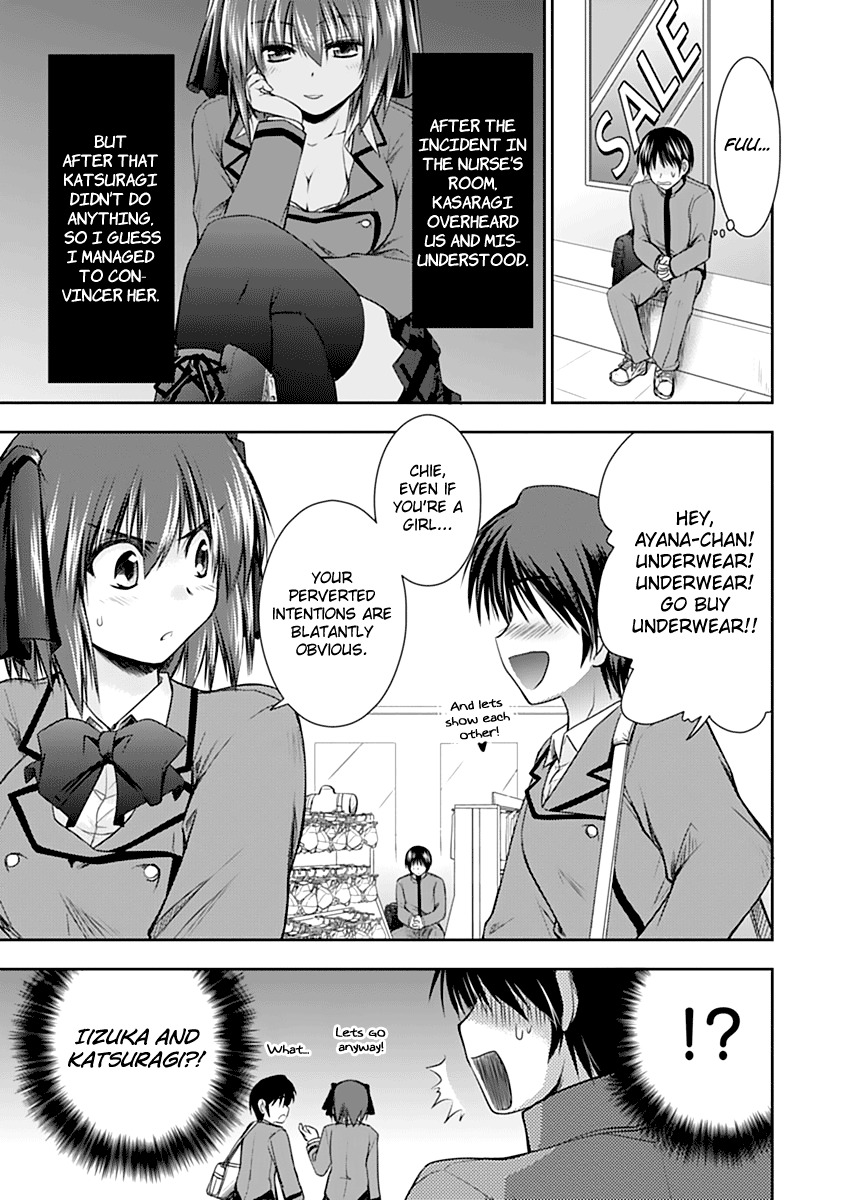 SALE
FUU...
AFTER THE
INCIDENT IN
THE NURSE'S
ROOM,
KASARAGI
OVERHEARD
US AND MIS-
UNDERSTOOD.
BUT
AFTER THAT
KATSURAGI
DIDN'T DO
ANYTHING,
SO I GUESS
I MANAGED
TO CON-
VINCER HER.
HEY,
AYANA-CHAN!
UNDERWEAR!
UNDERWEAR!
GO BUY
UNDERWEAR!!
And lets
show each
other!
CHIE,
EVEN IF
YOU'RE A
GIRL...
YOUR
PERVERTED
INTENTIONS ARE
BLATANTLY
OBVIOUS.
!?
Lets GO
anyway!
What...
IIZUKA AND
KATSURAGI?!